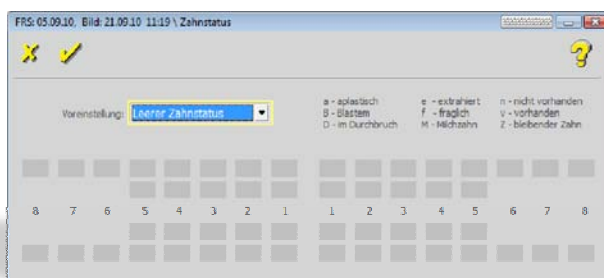 FRS: 05.09.10, Bild: 21.09.10 11:19 \ Zahnstatus
?
Voreinstellung: Leerer Zahnstatus
a - aplastisch e - extrahiert n - nicht vorhanden
B - Blastem f - fraglich v - vorhanden
D - im Durchbruch M - Milchzahn Z - bleibender Zahn
8 7 6 5 4 3 2 1 1 2 3 4 5 6 7 8